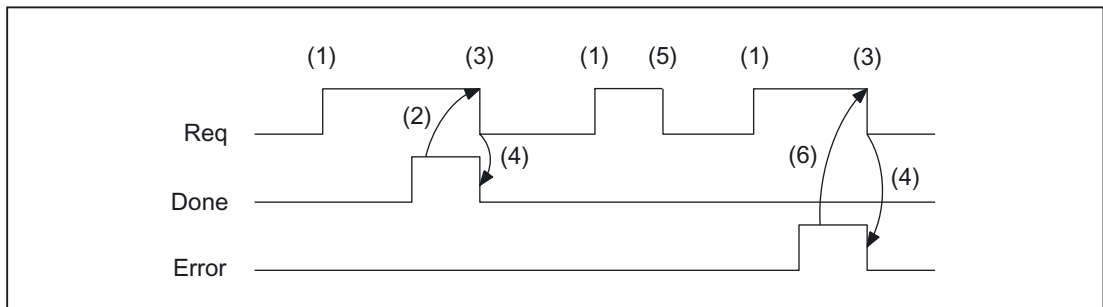 (1) (3) (1) (5) (1) (3)
Req (2)
(4) (6) (4)
Done
Error